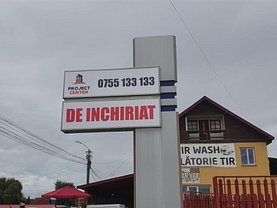 PROJECT
CENTER
0755 133 133
DE INCHIRIAT
IR WASH
LĂTORIE TIR